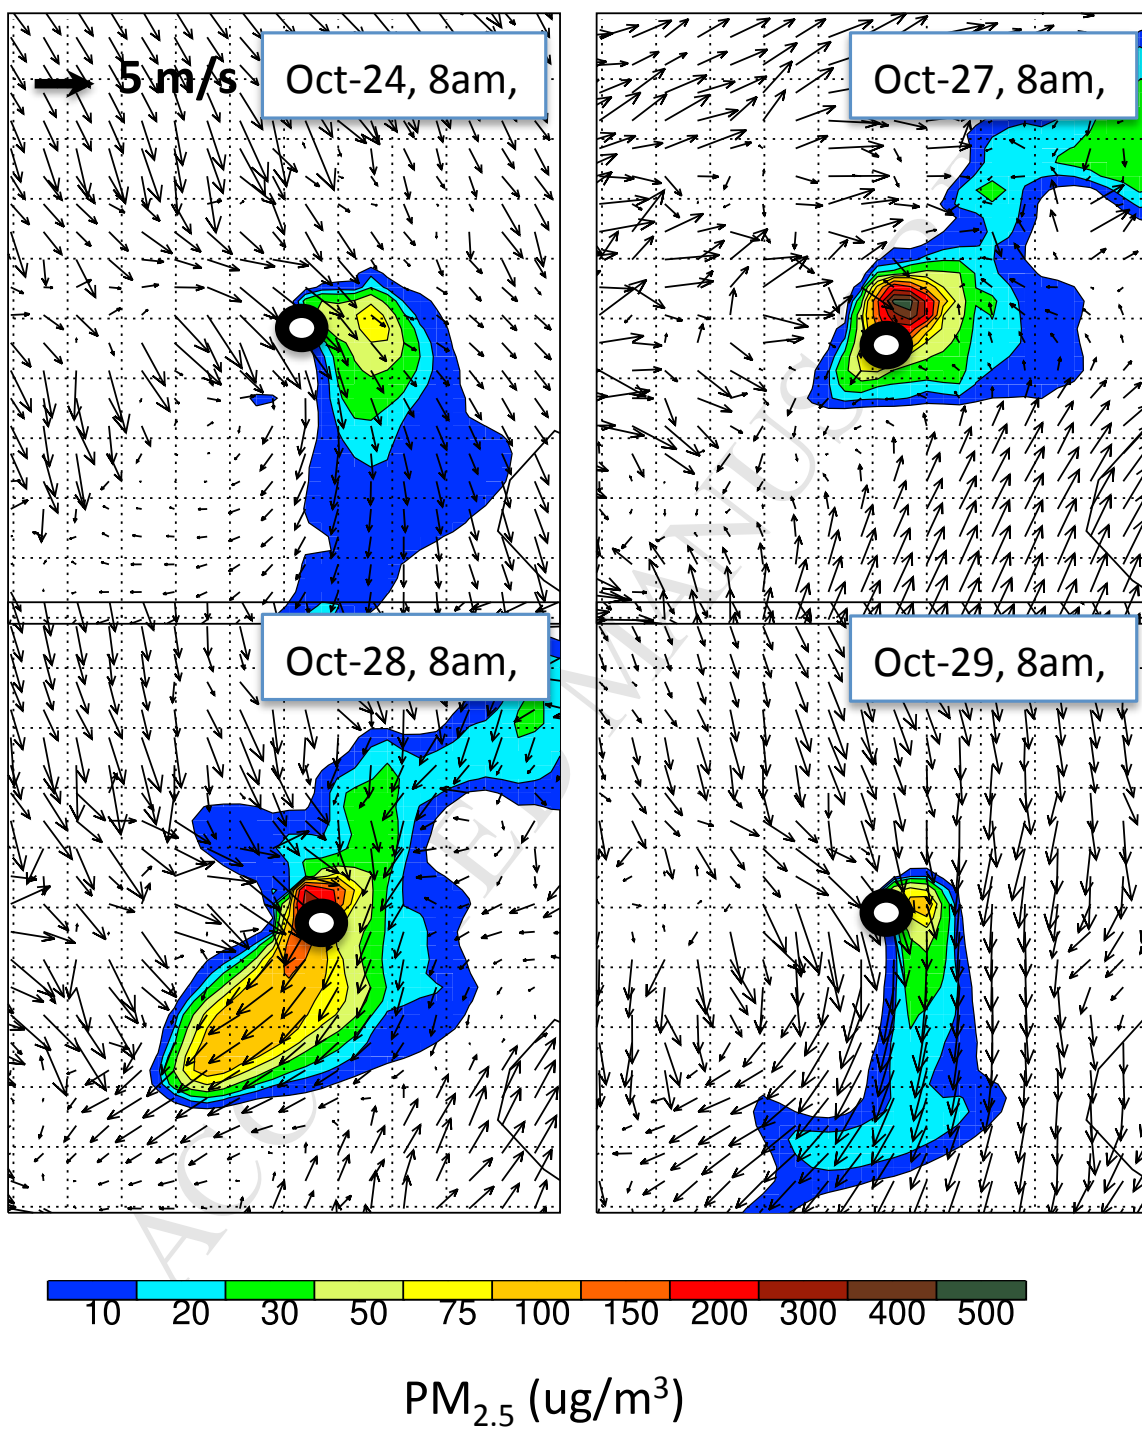 5 m/s
Oct-24, 8am,
Oct-27, 8am,
Oct-28, 8am,
Oct-29, 8am,
10 20 30 50 75 100 150 200 300 400 500
PM2.5 (ug/m³)